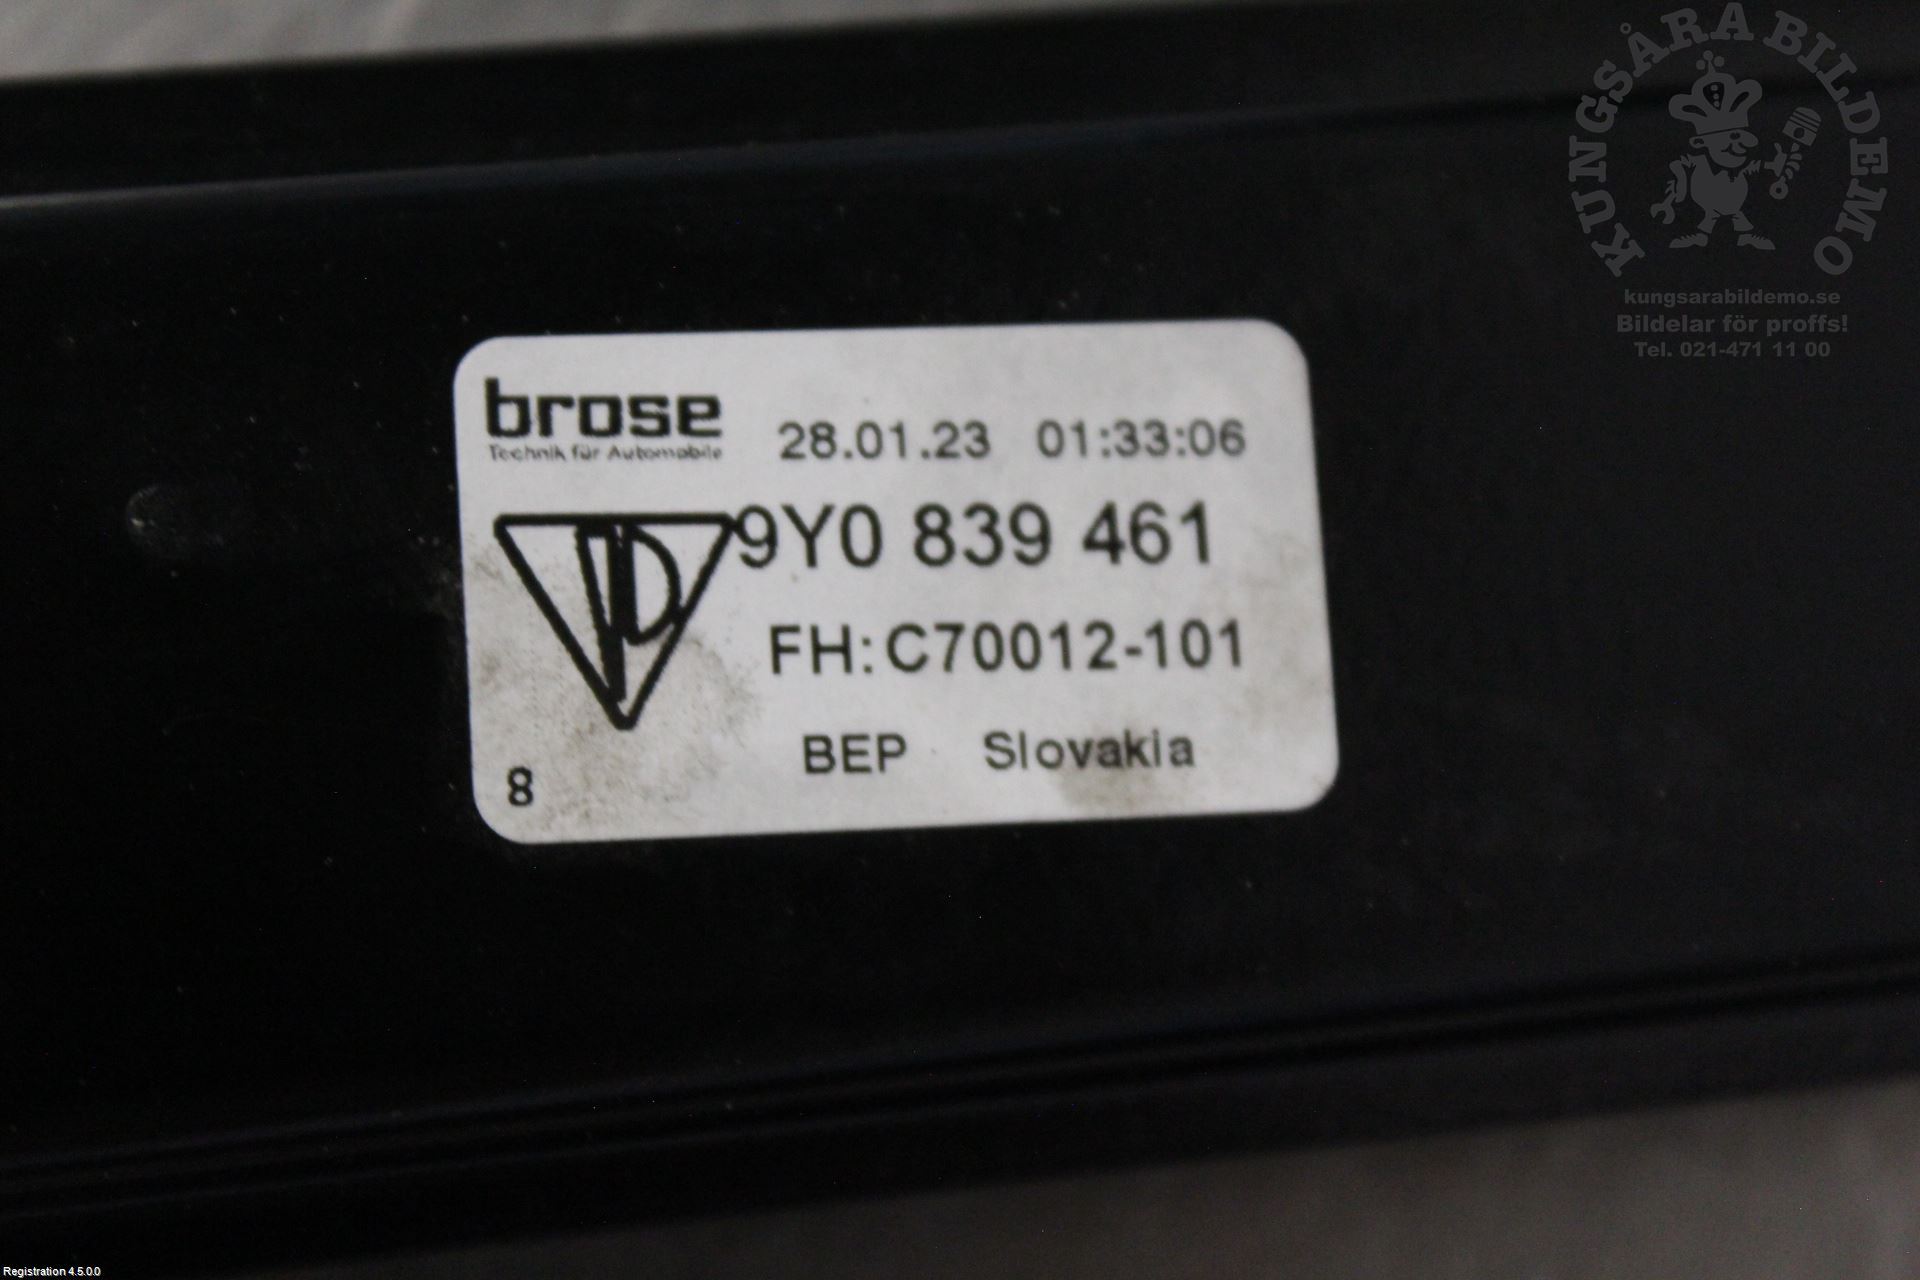 KUNGSÅRA BILDEMO
kungsarabildemo.se
Bildelar för proffs!
Tel. 021-471 11 00
brose
Technik für Automobile
28.01.23 01:33:06
9Y0 839 461
FH: C70012-101
BEP Slovakia
8
Registration 4.5.0.0